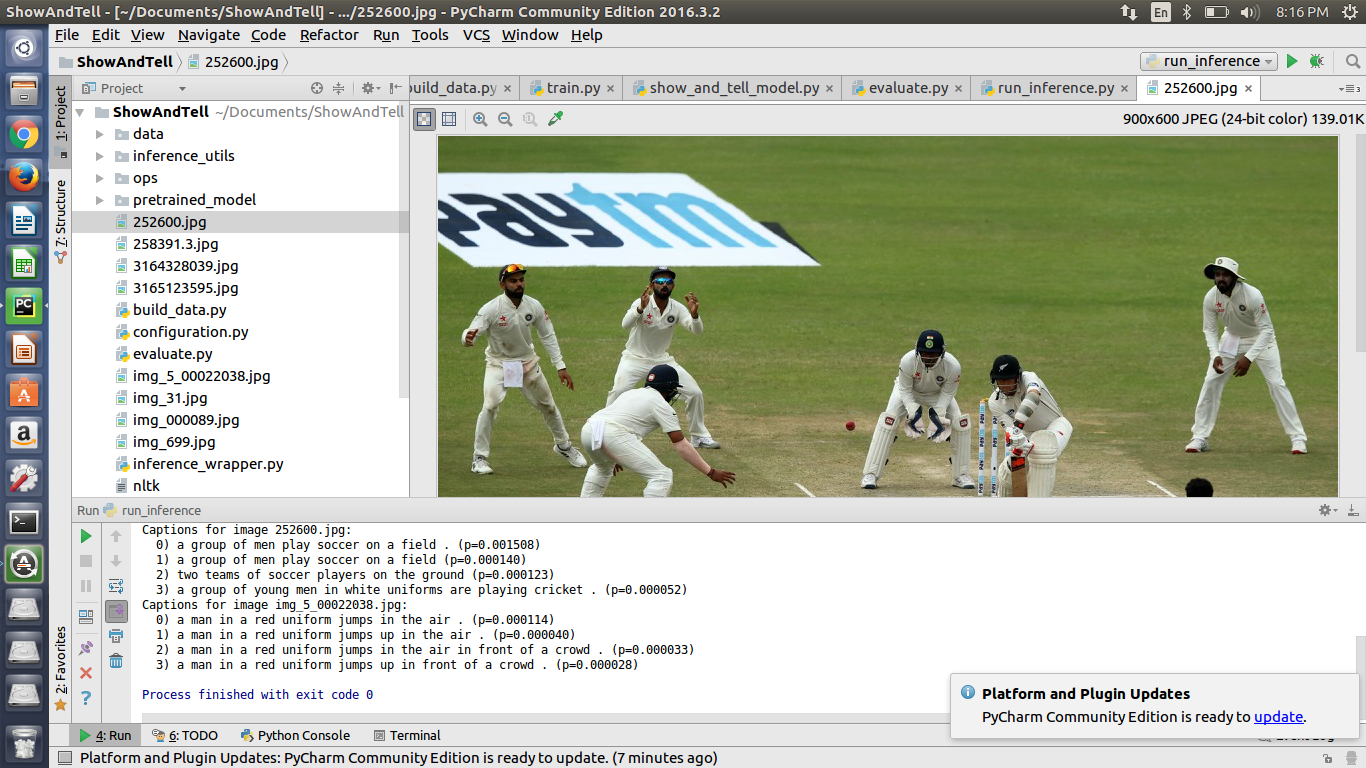 ShowAndTell - [~/Documents/ShowAndTell] - .../252600.jpg - PyCharm Community Edition 2016.3.2
En
8:16 PM
File Edit View Navigate Code Refactor Run Tools VCS Window Help
ShowAndTell 252600.jpg
run_inference
1: Project
7: Structure
2: Favorites
Project
build_data.py train.py show_and_tell_model.py evaluate.py run_inference.py 252600.jpg
900x600 JPEG (24-bit color) 139.01K
ShowAndTell ~/Documents/ShowAndTell
data
inference_utils
ops
pretrained_model
252600.jpg
258391.3.jpg
3164328039.jpg
3165123595.jpg
build_data.py
configuration.py
evaluate.py
img_5_00022038.jpg
img_31.jpg
img_000089.jpg
img_699.jpg
inference_wrapper.py
nltk
Paytm
Run run_inference
Captions for image 252600.jpg:
0) a group of men play soccer on a field . (p=0.001508)
1) a group of men play soccer on a field (p=0.000140)
2) two teams of soccer players on the ground (p=0.000123)
3) a group of young men in white uniforms are playing cricket . (p=0.000052)
Captions for image img_5_00022038.jpg:
0) a man in a red uniform jumps in the air . (p=0.000114)
1) a man in a red uniform jumps up in the air . (p=0.000040)
2) a man in a red uniform jumps in the air in front of a crowd . (p=0.000033)
3) a man in a red uniform jumps up in front of a crowd . (p=0.000028)
Process finished with exit code 0
Platform and Plugin Updates
PyCharm Community Edition is ready to update.
4: Run 6: TODO Python Console Terminal
Platform and Plugin Updates: PyCharm Community Edition is ready to update. (7 minutes ago)